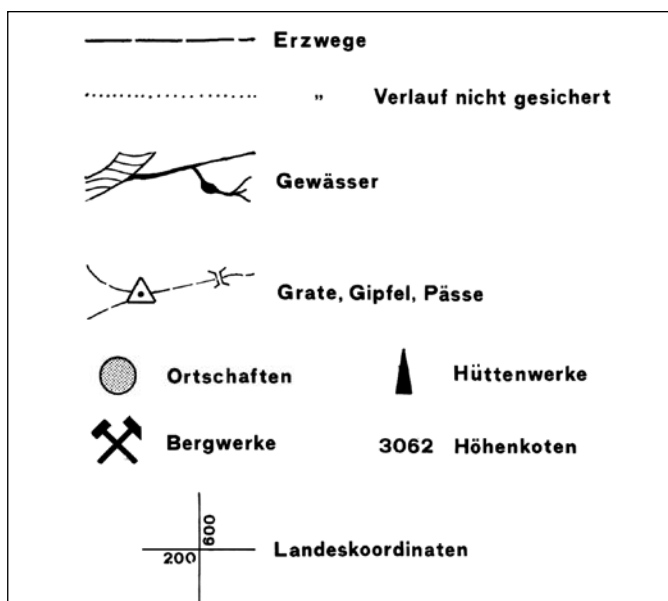 Erzwege
„ Verlauf nicht gesichert
Gewässer
Grate, Gipfel, Pässe
Ortschaften Hüttenwerke
Bergwerke 3062 Höhenkoten
600
200 Landeskoordinaten